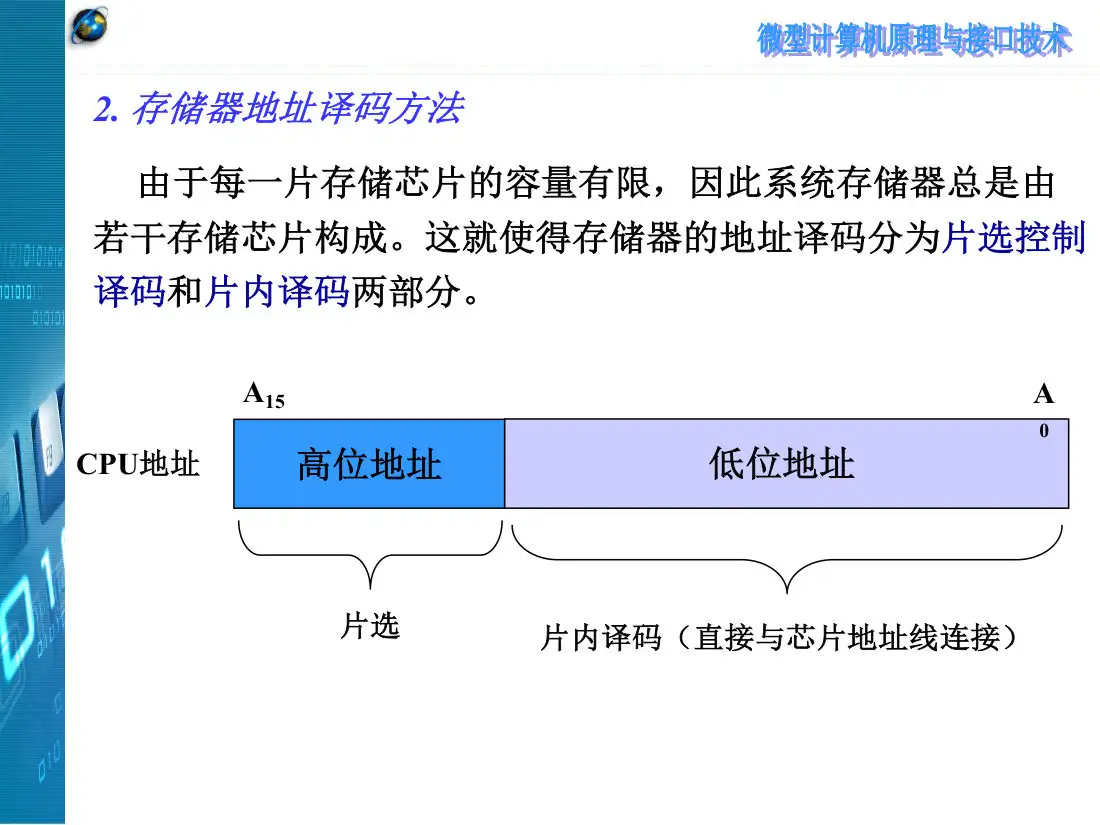 微型计算机原理与接口技术
2. 存储器地址译码方法
由于每一片存储芯片的容量有限，因此系统存储器总是由
若干存储芯片构成。这就使得存储器的地址译码分为片选控制
译码和片内译码两部分。
A15
A
0
CPU地址
高位地址
低位地址
片选
片内译码（直接与芯片地址线连接）